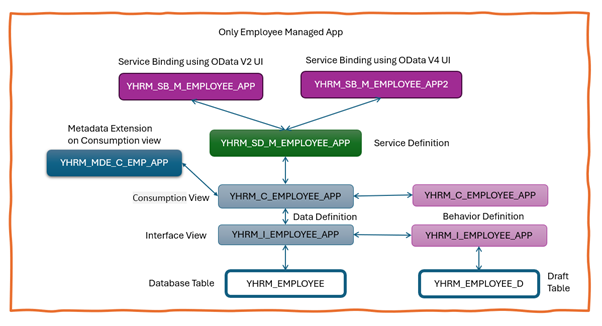 Only Employee Managed App
Service Binding using OData V2 UI
Service Binding using OData V4 UI
YHRM_SB_M_EMPLOYEE_APP
YHRM_SB_M_EMPLOYEE_APP2
Metadata Extension
on Consumption view
YHRM_SD_M_EMPLOYEE_APP
Service Definition
YHRM_MDE_C_EMP_APP
Consumption View
YHRM_C_EMPLOYEE_APP
YHRM_C_EMPLOYEE_APP
Data Definition
Behavior Definition
Interface View
YHRM_I_EMPLOYEE_APP
YHRM_I_EMPLOYEE_APP
Database Table
YHRM_EMPLOYEE
YHRM_EMPLOYEE_D
Draft
Table